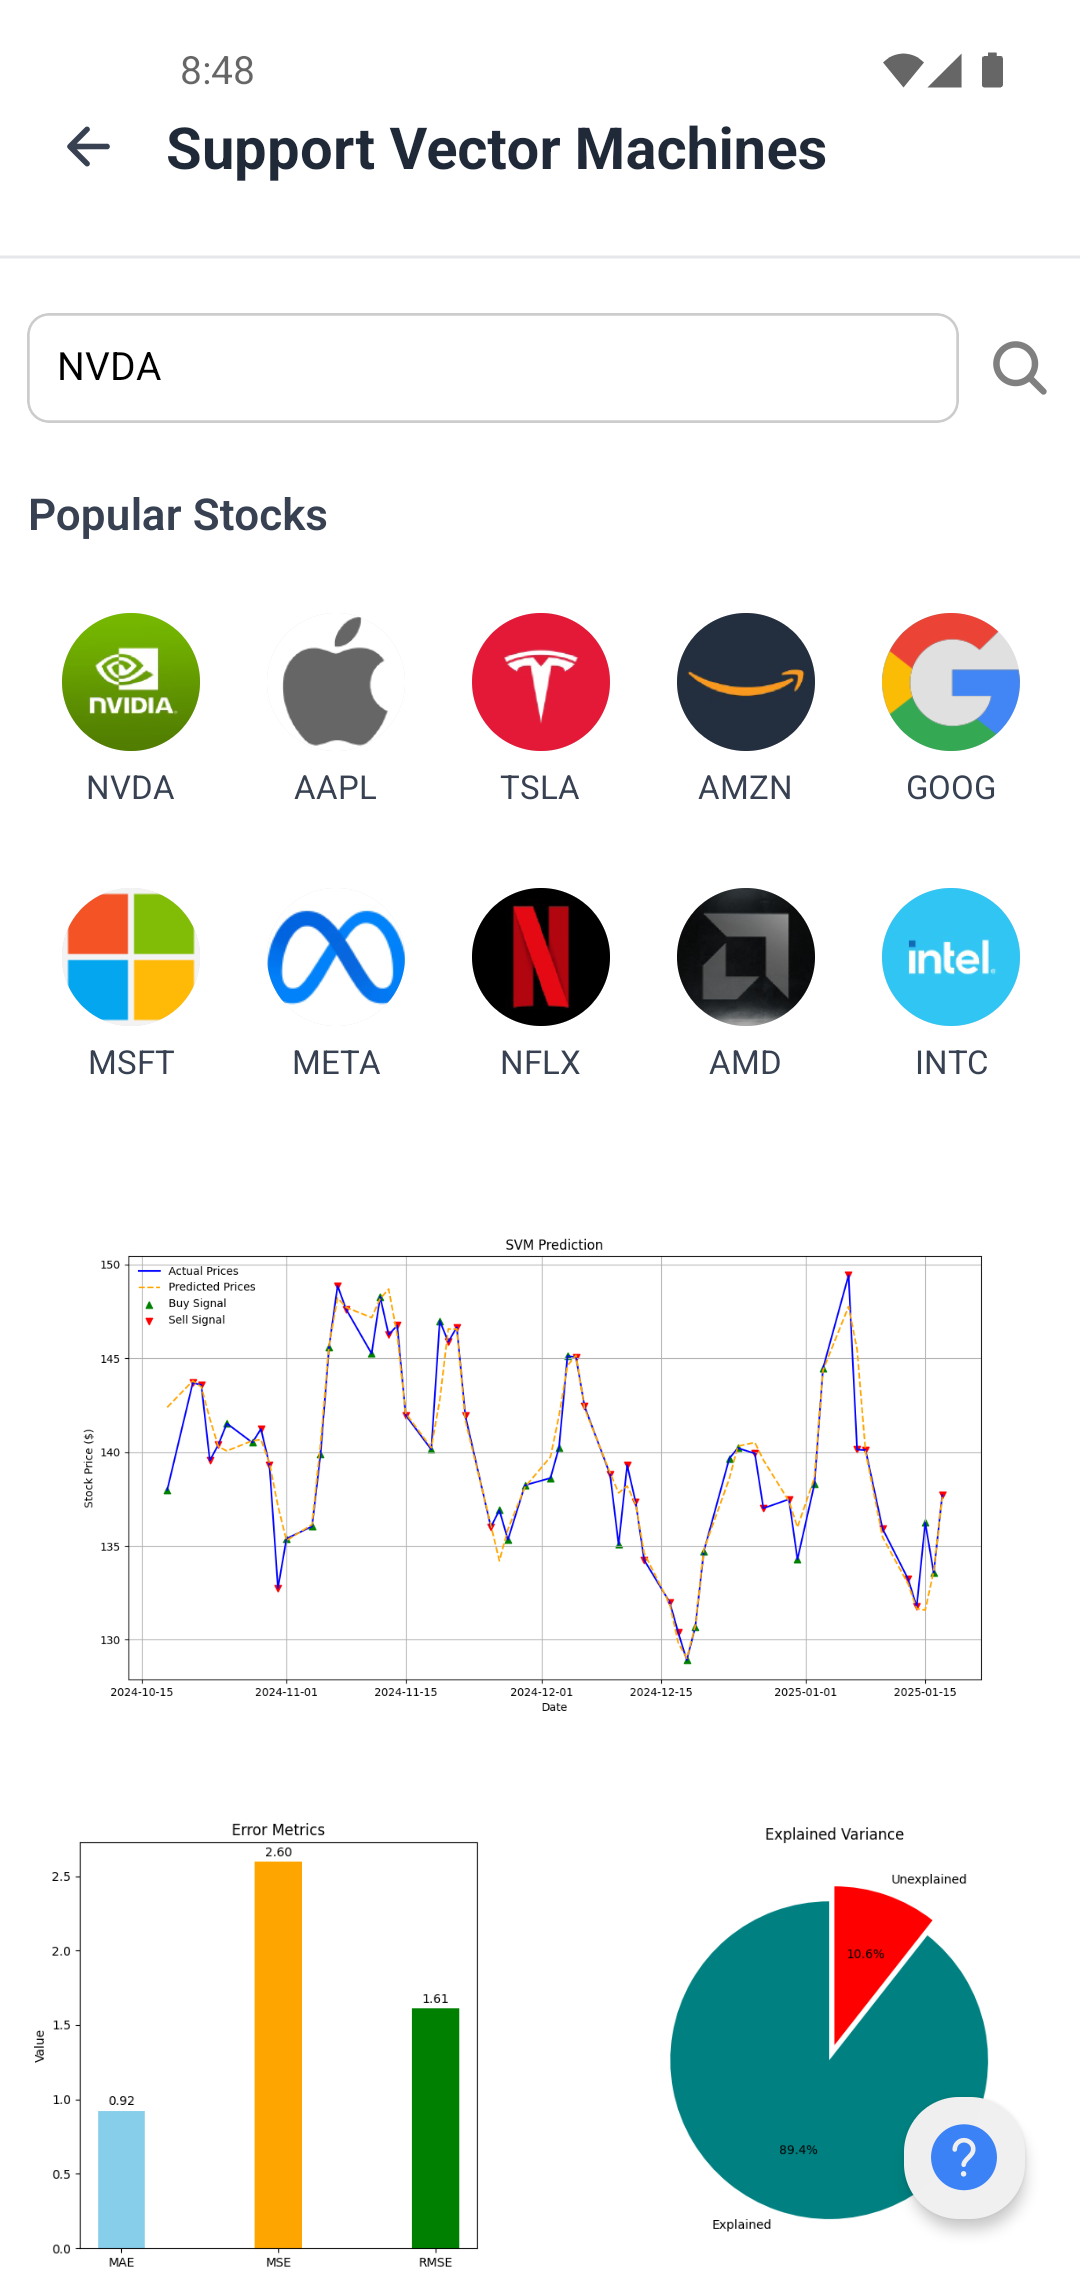 8:48
Support Vector Machines
NVDA
Popular Stocks
NVIDIA
NVDA AAPL TSLA AMZN GOOG
intel.
MSFT META NFLX AMD INTC
SVM Prediction
Actual Prices
Predicted Prices
Buy Signal
Sell Signal
150
145
140
135
130
Stock Price ($)
2024-10-15 2024-11-01 2024-11-15 2024-12-01 2024-12-15 2025-01-01 2025-01-15
Date
Error Metrics
2.60
1.61
0.92
2.5
2.0
1.5
1.0
0.5
0.0
Value
MAE MSE RMSE
Explained Variance
Unexplained
10.6%
89.4%
Explained
?